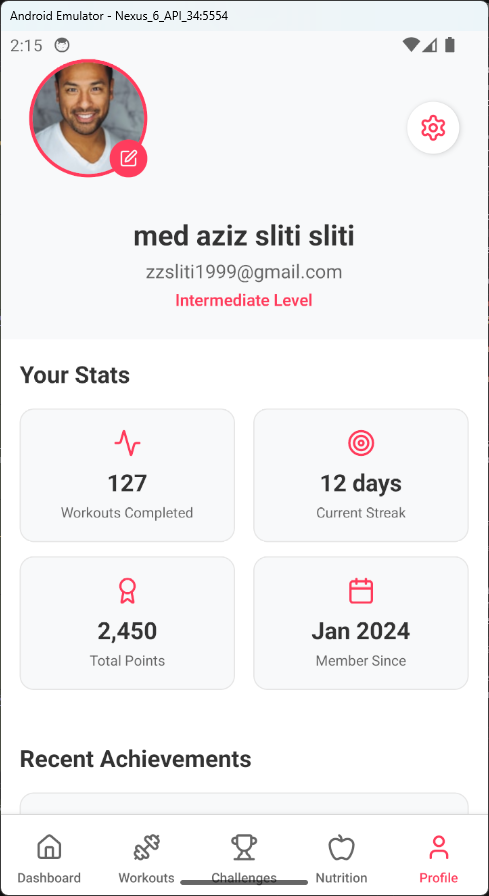 Android Emulator - Nexus_6_API_34:5554
2:15
med aziz sliti sliti
zzsliti1999@gmail.com
Intermediate Level
Your Stats
127
Workouts Completed
12 days
Current Streak
2,450
Total Points
Jan 2024
Member Since
Recent Achievements
Dashboard
Workouts
Challenges
Nutrition
Profile